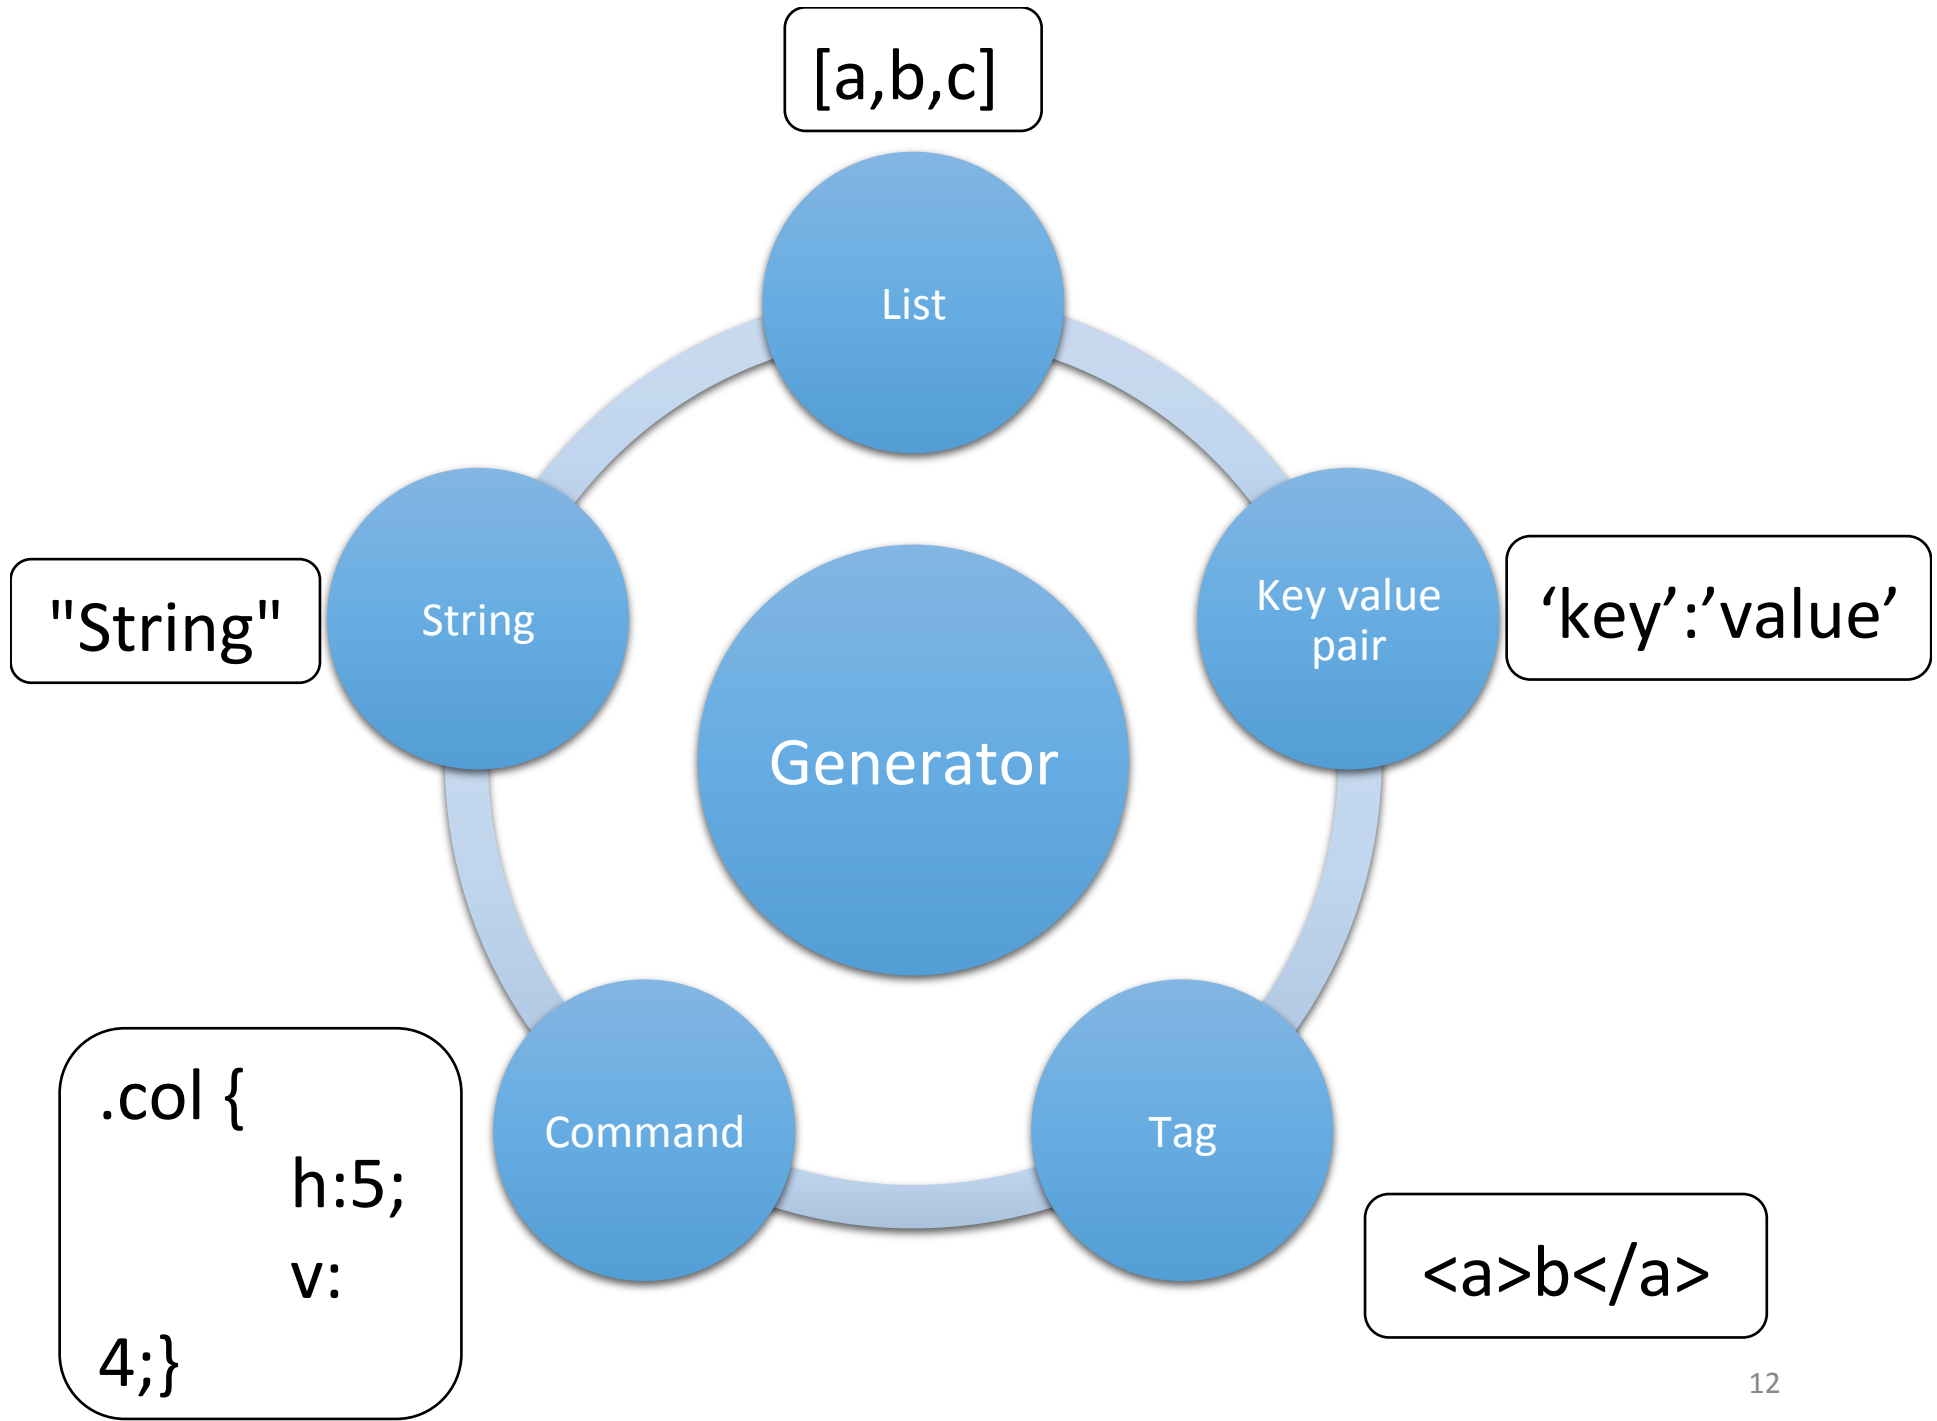 [a,b,c]
List
"String"
String
Key value
pair
‘key’:’value’
Generator
Command
Tag
.col {
h:5;
v:
4;}
<a>b</a>
12